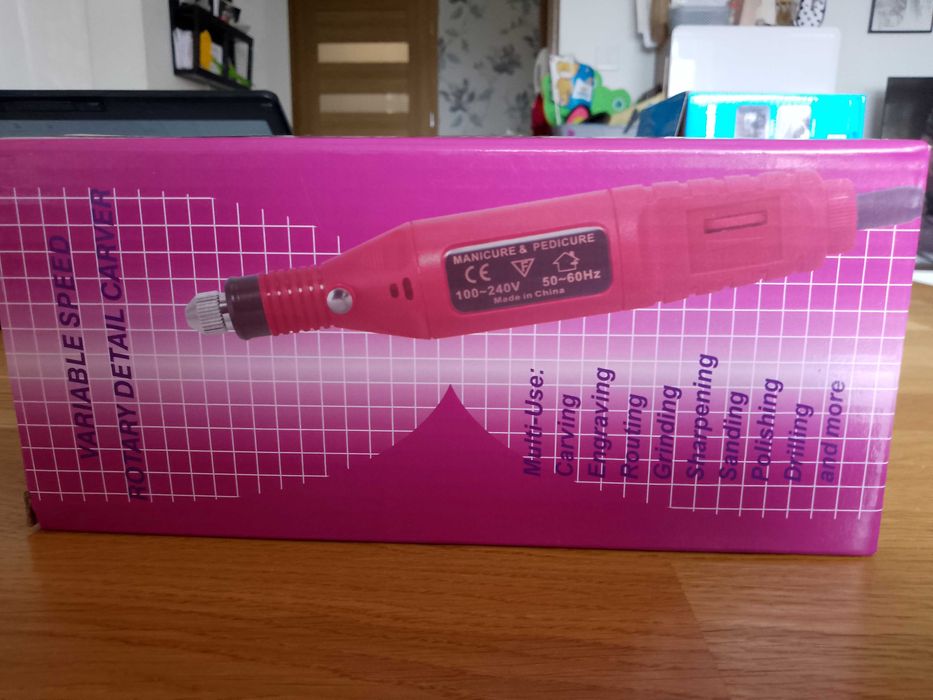 VARIABLE SPEED
ROTARY DETAIL CARVER
MANICURE & PEDICURE
CE F
100~240V 50~60Hz
Made in China
Multi-Use:
Carving
Engraving
Routing
Grinding
Sharpening
Sanding
Polishing
Drilling
and more